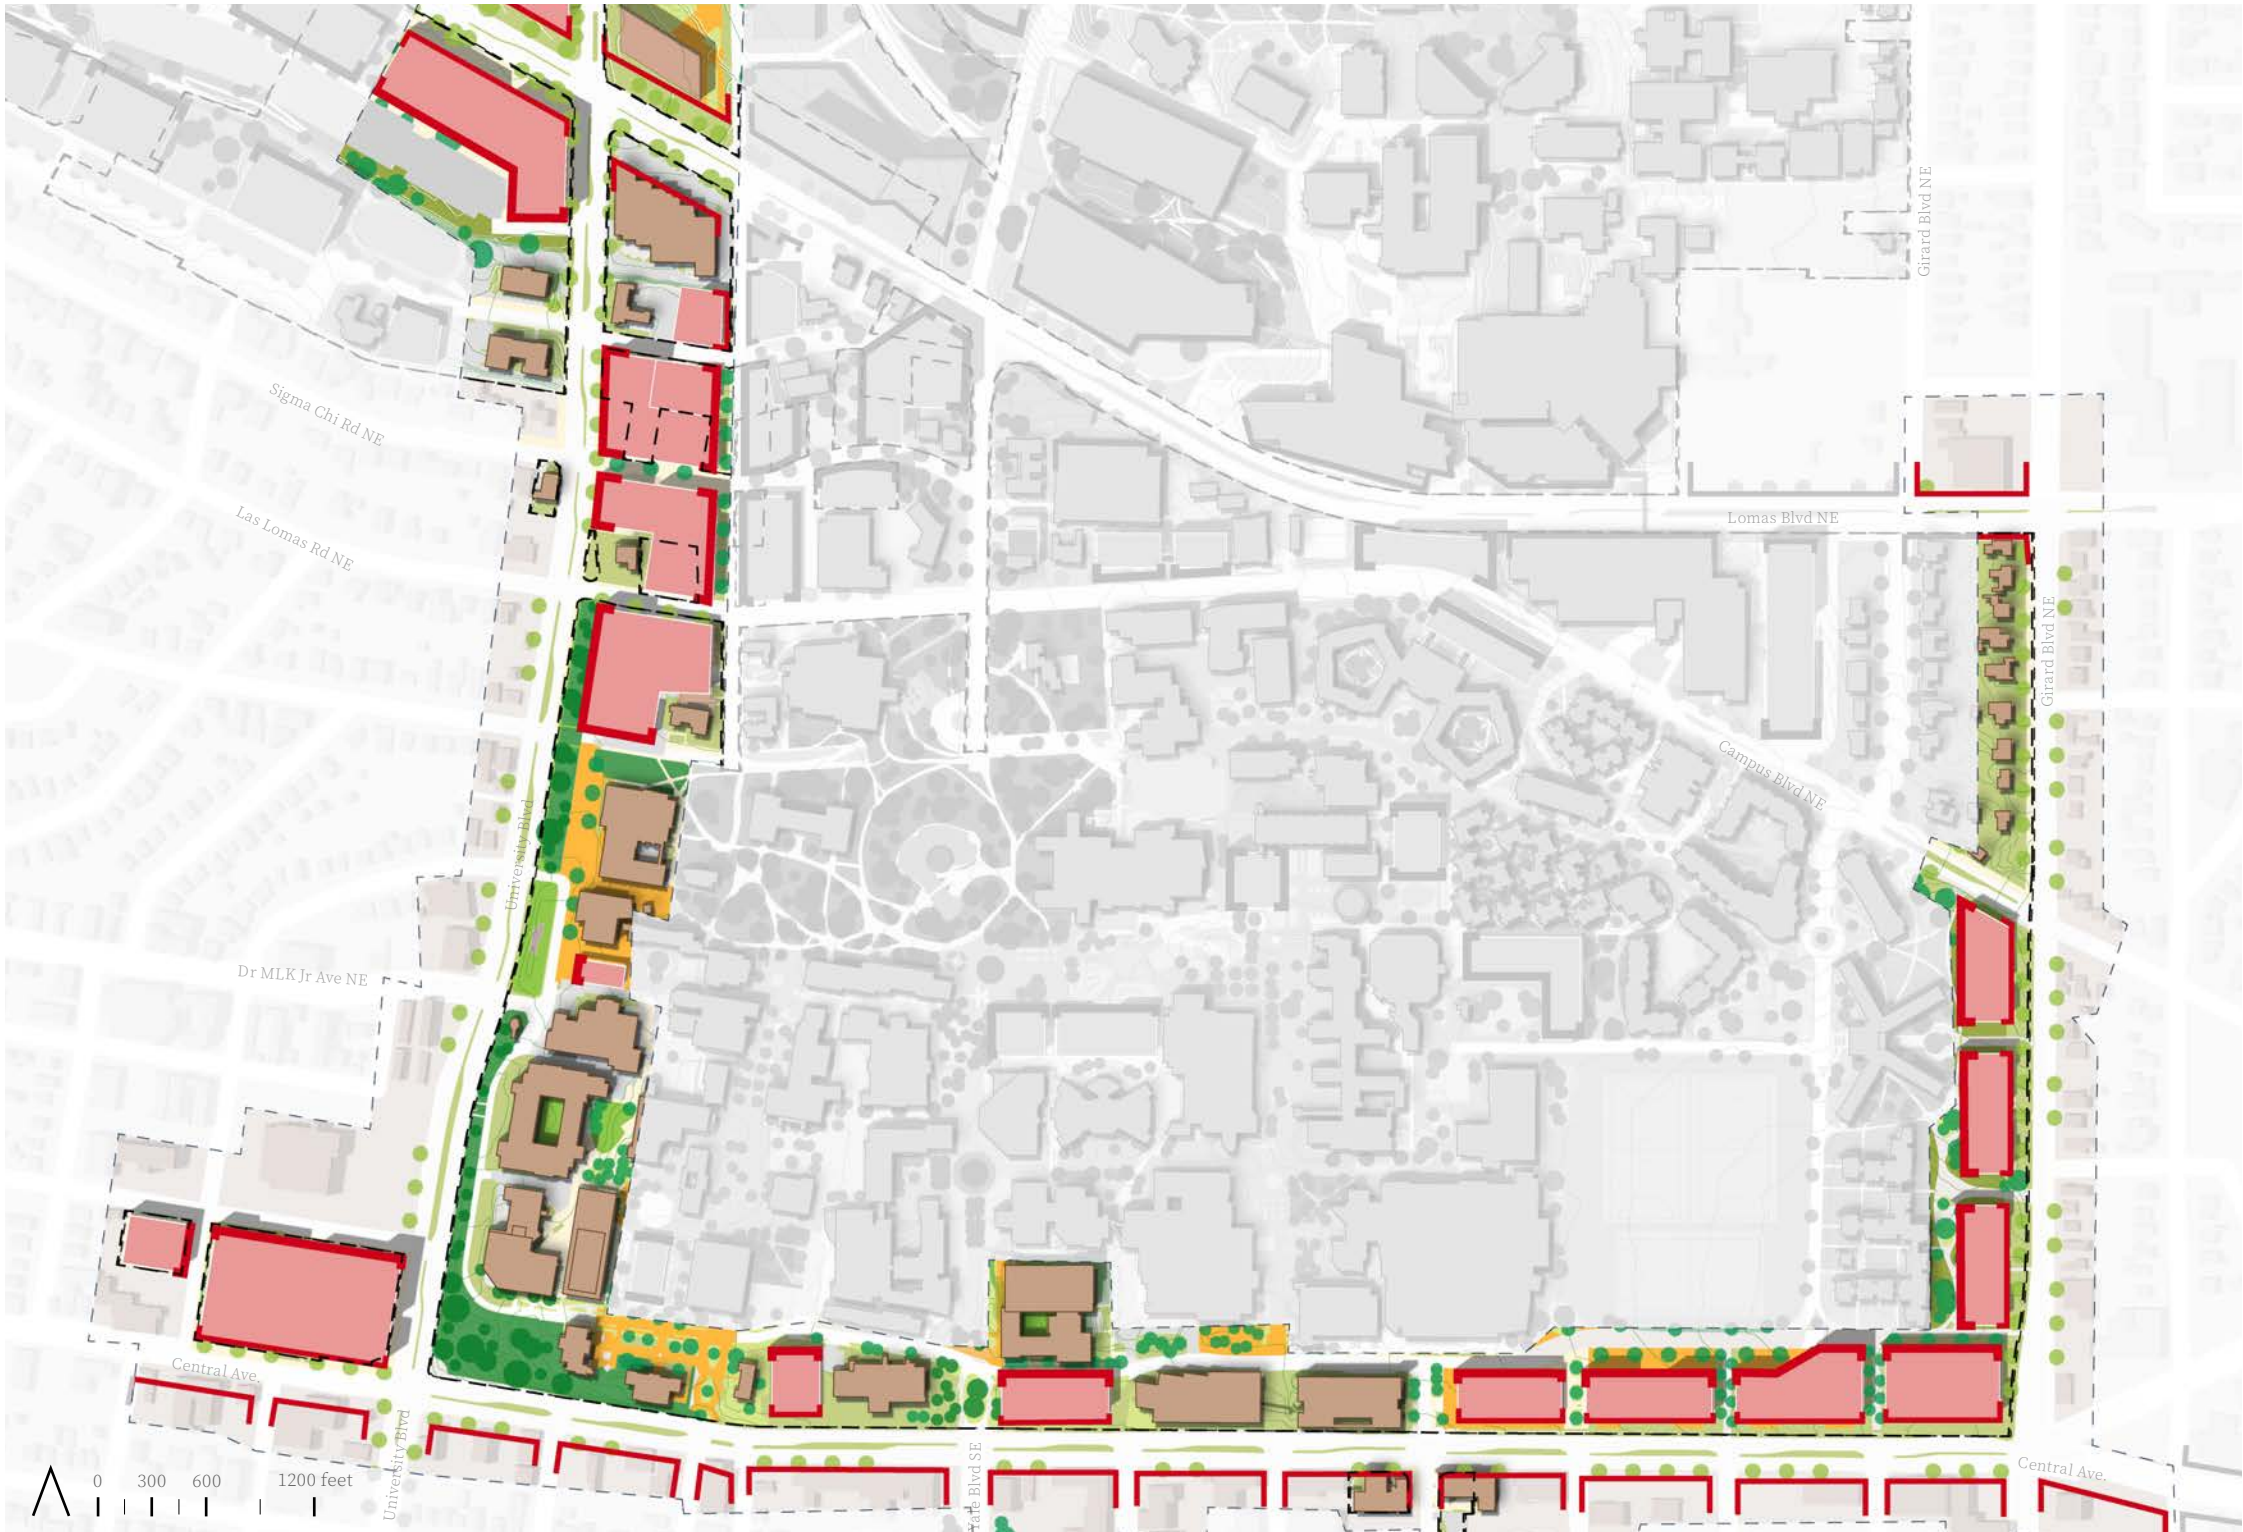 Girard Blvd NE
Sigma Chi Rd NE
Las Lomas Rd NE
Lomas Blvd NE
Girard Blvd NE
Campus Blvd NE
University Blvd
Dr MLK Jr Ave NE
Central Ave.
University Blvd
Yale Blvd SE
Central Ave.
0 300 600 1200 feet